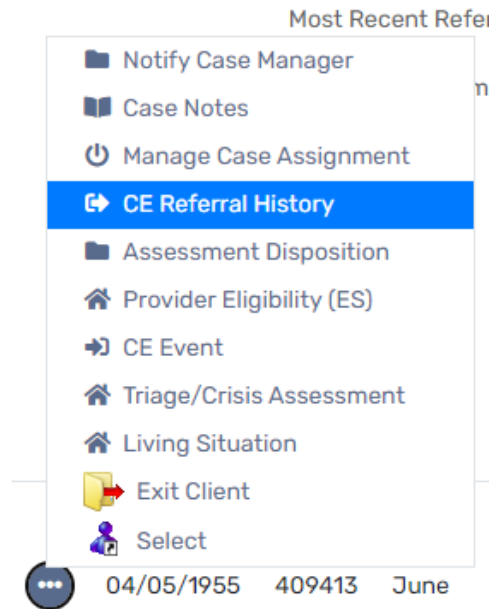 Most Recent Refer
Notify Case Manager
m
Case Notes
Manage Case Assignment
CE Referral History
Assessment Disposition
Provider Eligibility (ES)
CE Event
Triage/Crisis Assessment
Living Situation
Exit Client
Select
04/05/1955 409413 June